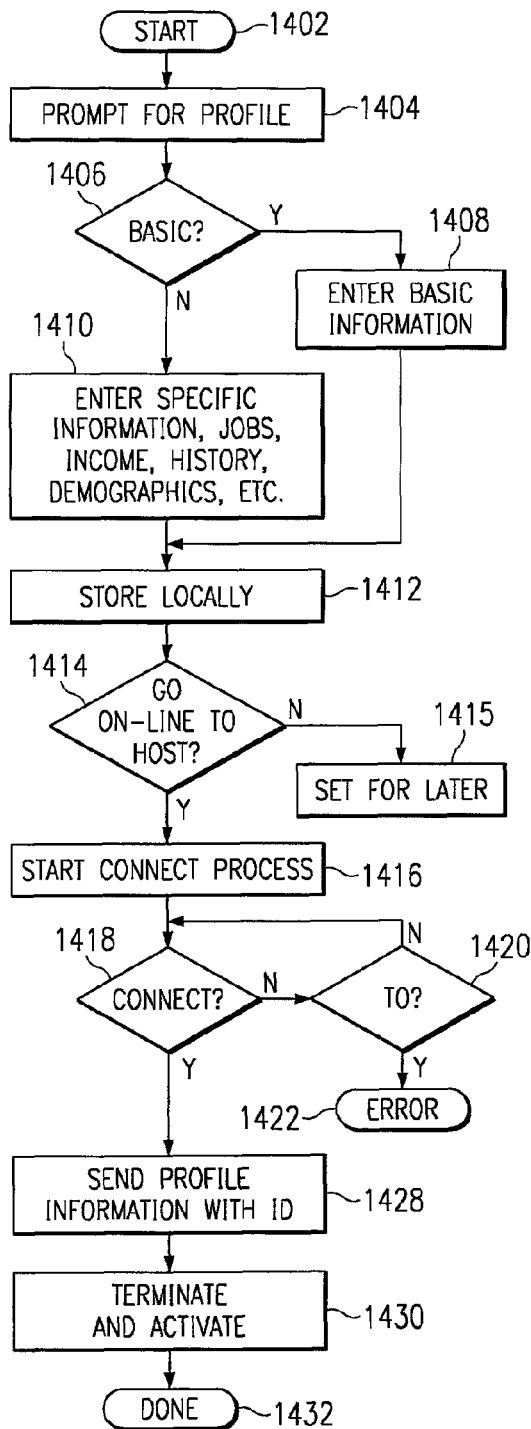 START
1402
PROMPT FOR PROFILE
1404
1406
BASIC?
Y
N
1408
ENTER BASIC
INFORMATION
1410
ENTER SPECIFIC
INFORMATION, JOBS,
INCOME, HISTORY,
DEMOGRAPHICS, ETC.
STORE LOCALLY
1412
1414
GO
ON-LINE TO
HOST?
N
Y
1415
SET FOR LATER
START CONNECT PROCESS
1416
1418
CONNECT?
N
Y
N
1420
TO?
Y
1422
ERROR
SEND PROFILE
INFORMATION WITH ID
1428
TERMINATE
AND ACTIVATE
1430
DONE
1432